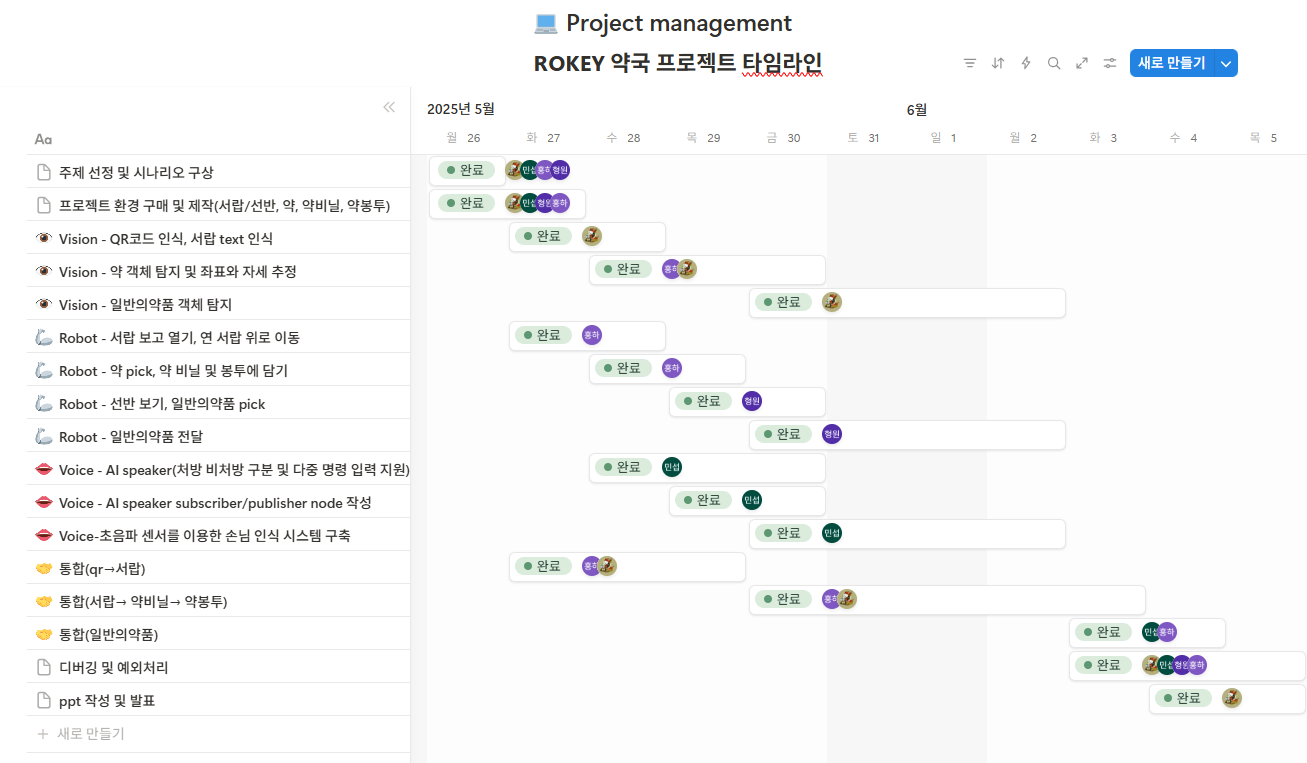 Project management
ROKEY 약국 프로젝트 타임라인
새로 만들기
2025년 5월
6월
Aa
월 26 화 27 수 28 목 29 금 30 토 31 일 1 월 2 화 3 수 4 목 5
주제 선정 및 시나리오 구상 완료 민섭 홍하 형원
프로젝트 환경 구매 및 제작(서랍/선반, 약, 약비닐, 약봉투) 완료 민섭 형원 홍하
Vision - QR코드 인식, 서랍 text 인식 완료
Vision - 약 객체 탐지 및 좌표와 자세 추정 완료 홍하
Vision - 일반의약품 객체 탐지 완료
Robot - 서랍 보고 열기, 연 서랍 위로 이동 완료 홍하
Robot - 약 pick, 약 비닐 및 봉투에 담기 완료 홍하
Robot - 선반 보기, 일반의약품 pick 완료 형원
Robot - 일반의약품 전달 완료 형원
Voice - AI speaker(처방 비처방 구분 및 다중 명령 입력 지원) 완료 민섭
Voice - AI speaker subscriber/publisher node 작성 완료 민섭
Voice-초음파 센서를 이용한 손님 인식 시스템 구축 완료 민섭
통합(qr→서랍) 완료 홍하
통합(서랍→ 약비닐→ 약봉투) 완료 홍하
통합(일반의약품) 완료 민섭 홍하
디버깅 및 예외처리 완료 민섭 형원 홍하
ppt 작성 및 발표 완료
새로 만들기